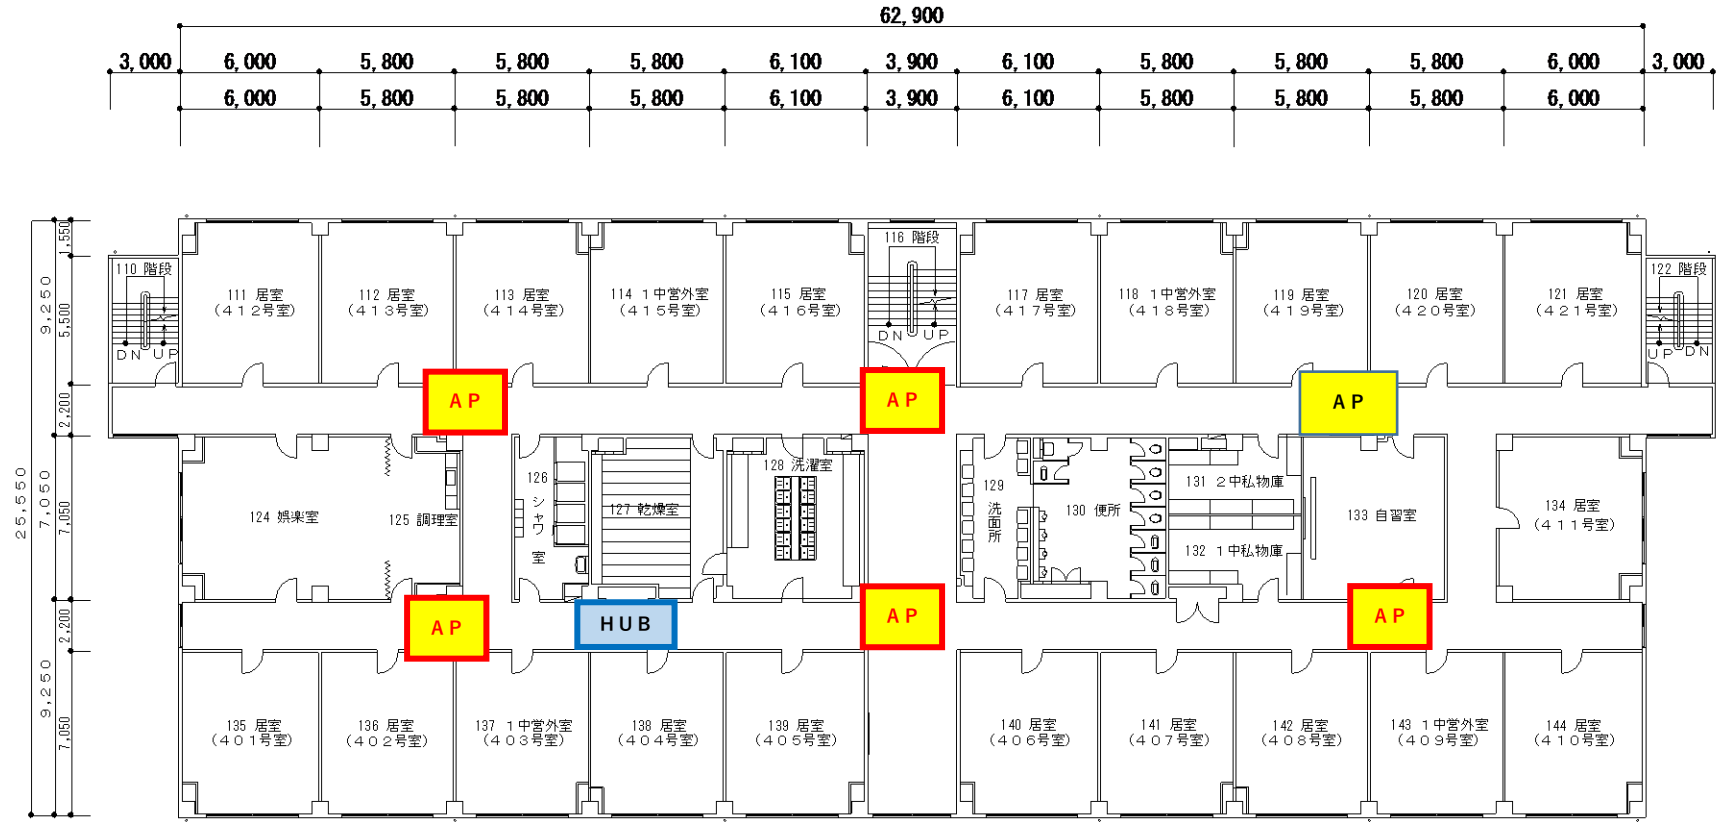 62,900
3,000 6,000 5,800 5,800 5,800 6,100 3,900 6,100 5,800 5,800 5,800 6,000 3,000
6,000 5,800 5,800 5,800 6,100 3,900 6,100 5,800 5,800 5,800 6,000
1,550
9,250
5,500
2,200
25,550
7,050
7,050
2,200
9,250
7,050
110 階段
DN UP
111 居室
(412号室)
112 居室
(413号室)
113 居室
(414号室)
114 1中営外室
(415号室)
115 居室
(416号室)
116 階段
DN UP
117 居室
(417号室)
118 1中営外室
(418号室)
119 居室
(419号室)
120 居室
(420号室)
121 居室
(421号室)
122 階段
UP DN
AP
AP
AP
124 娯楽室
125 調理室
126
シャワ室
127 乾燥室
128 洗濯室
129
洗面所
130 便所
131 2中私物庫
132 1中私物庫
133 自習室
134 居室
(411号室)
AP
HUB
AP
AP
135 居室
(401号室)
136 居室
(402号室)
137 1中営外室
(403号室)
138 居室
(404号室)
139 居室
(405号室)
140 居室
(406号室)
141 居室
(407号室)
142 居室
(408号室)
143 1中営外室
(409号室)
144 居室
(410号室)